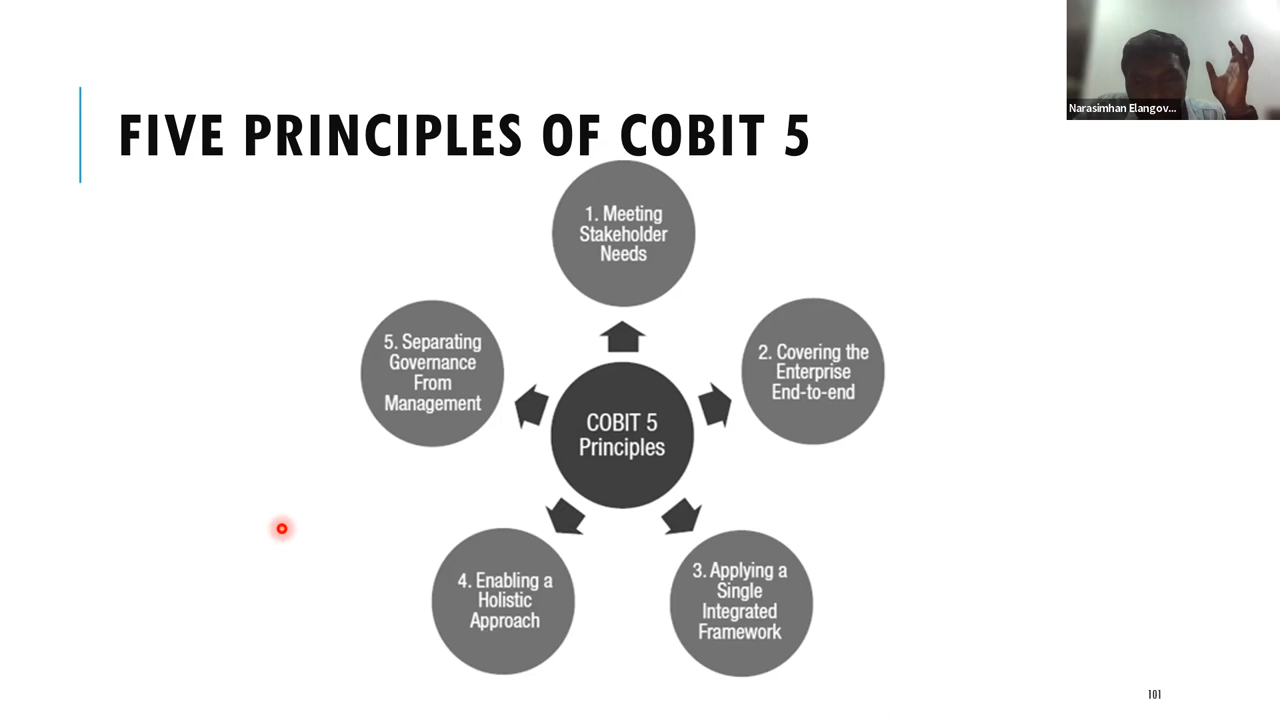 Narasimhan Elangov...
FIVE PRINCIPLES OF COBIT 5
1. Meeting
Stakeholder
Needs
2. Covering the
Enterprise
End-to-end
3. Applying a
Single
Integrated
Framework
4. Enabling a
Holistic
Approach
5. Separating
Governance
From
Management
COBIT 5
Principles
101